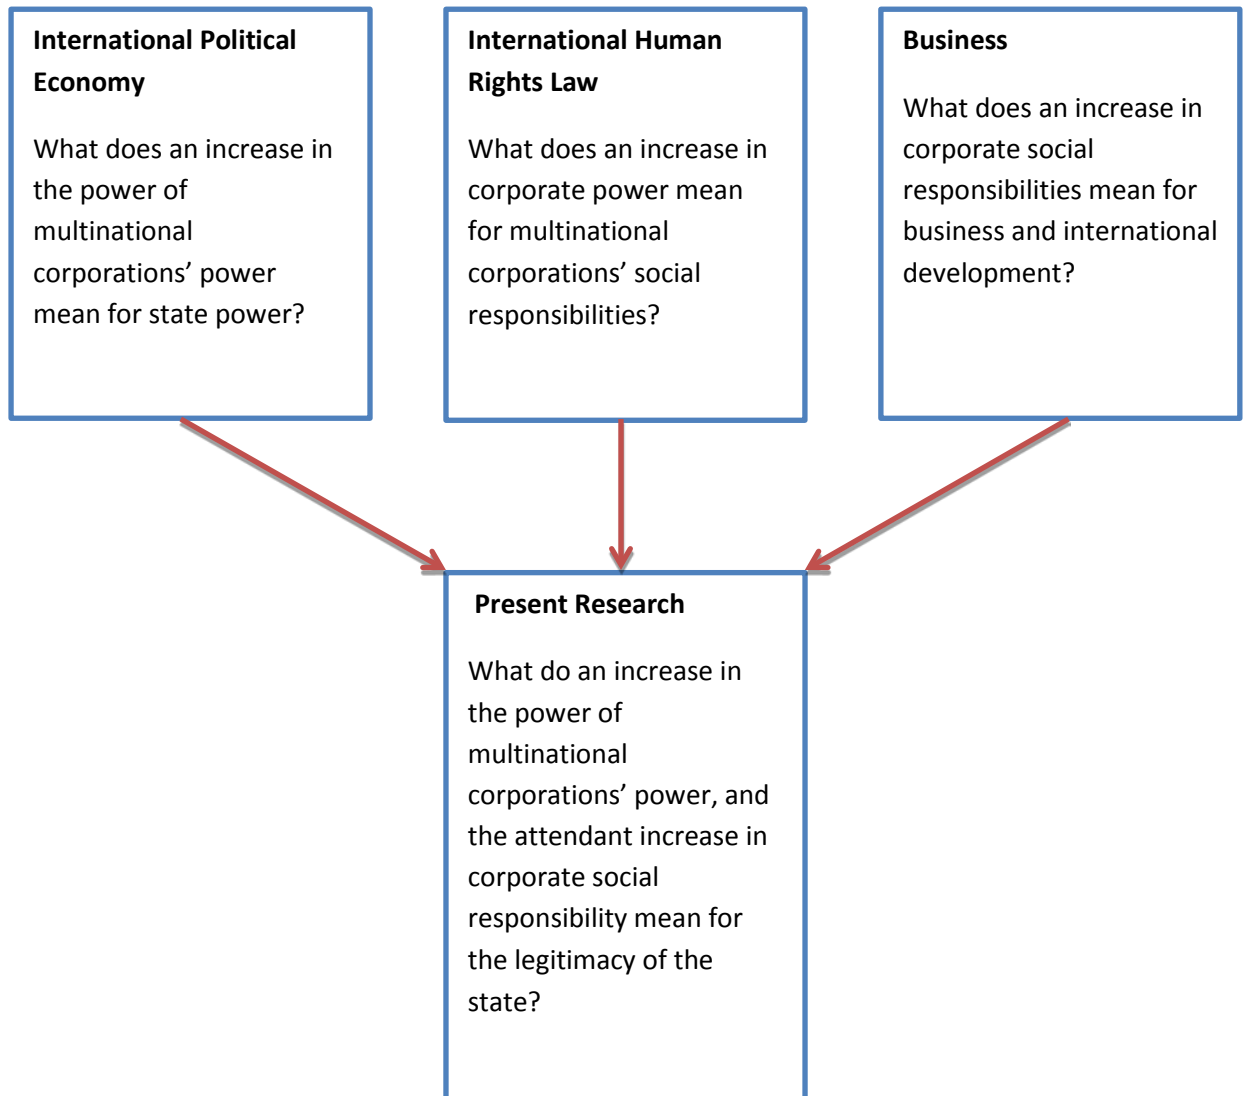 International Political
Economy
What does an increase in
the power of
multinational
corporations’ power
mean for state power?
International Human
Rights Law
What does an increase in
corporate power mean
for multinational
corporations’ social
responsibilities?
Business
What does an increase in
corporate social
responsibilities mean for
business and international
development?
Present Research
What do an increase in
the power of
multinational
corporations’ power, and
the attendant increase in
corporate social
responsibility mean for
the legitimacy of the
state?